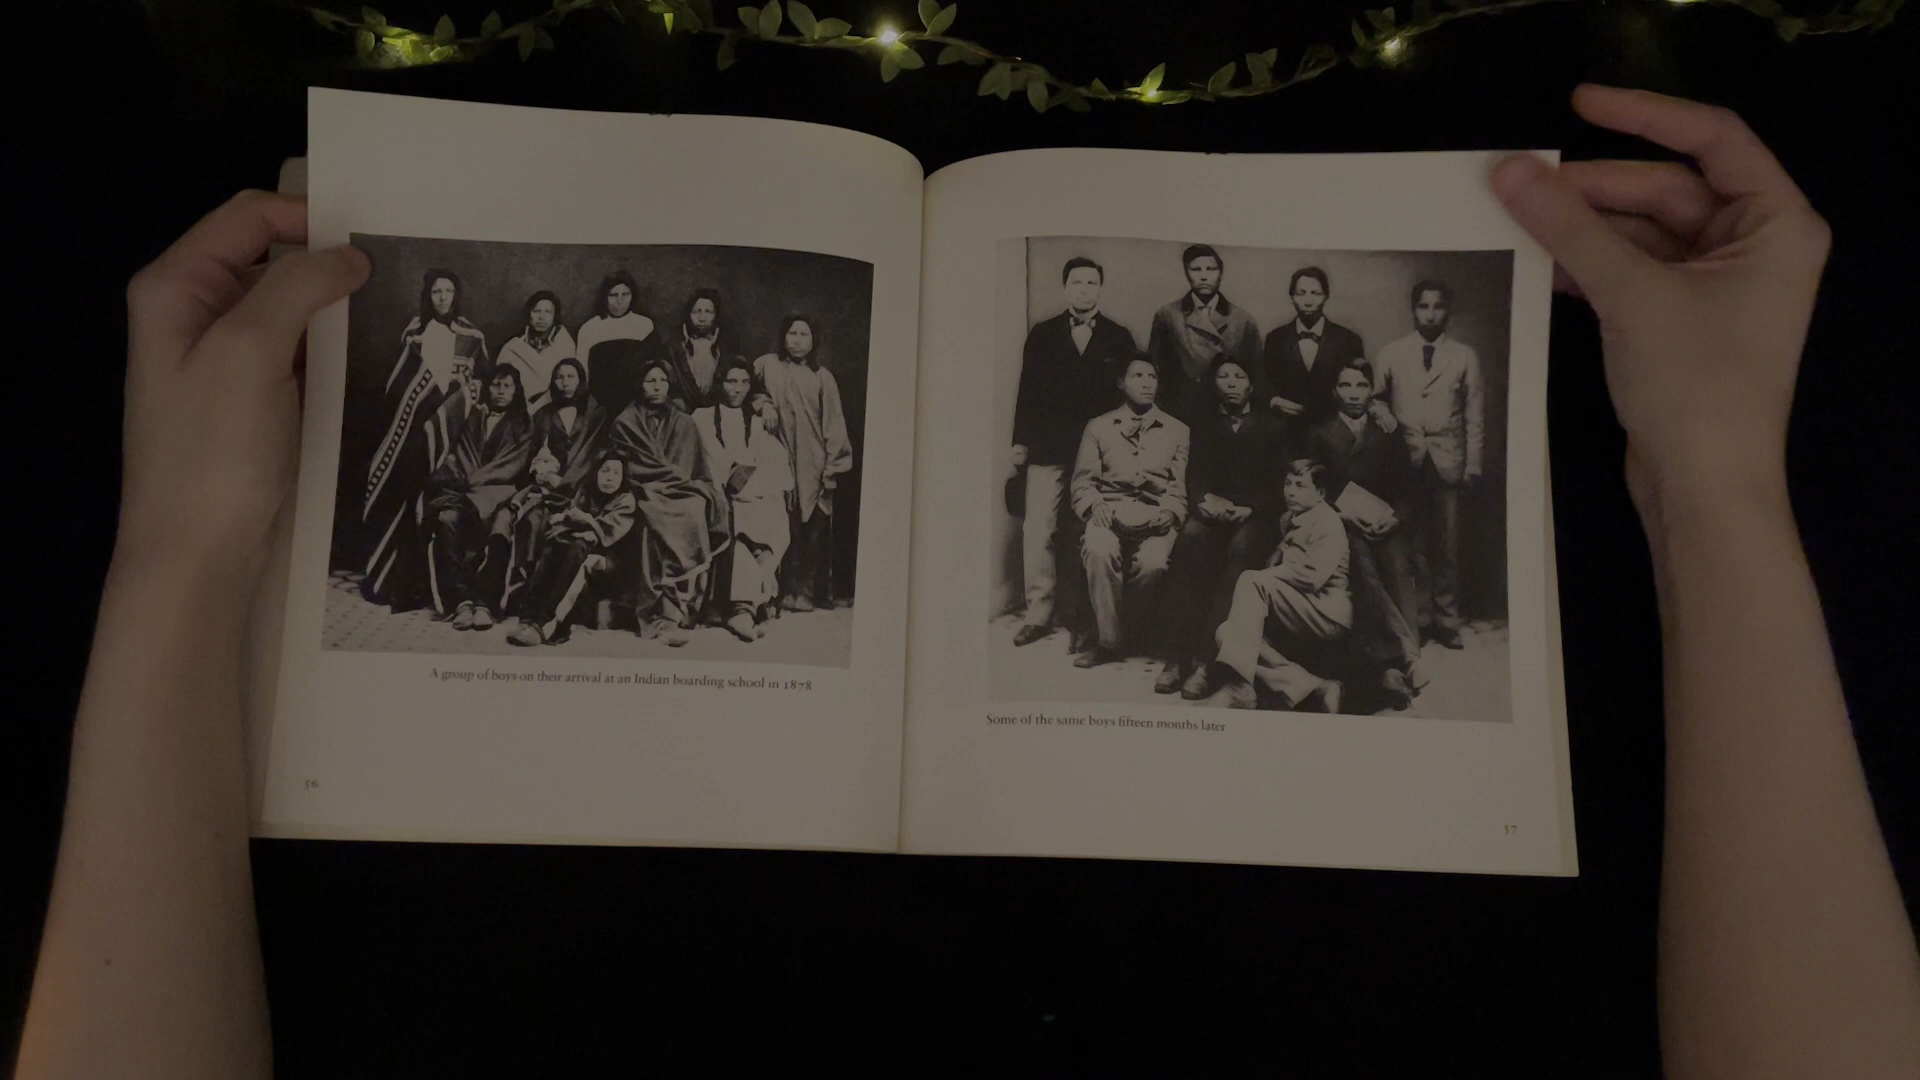 A group of boys on their arrival at an Indian boarding school in 1878
56
Some of the same boys fifteen months later
57